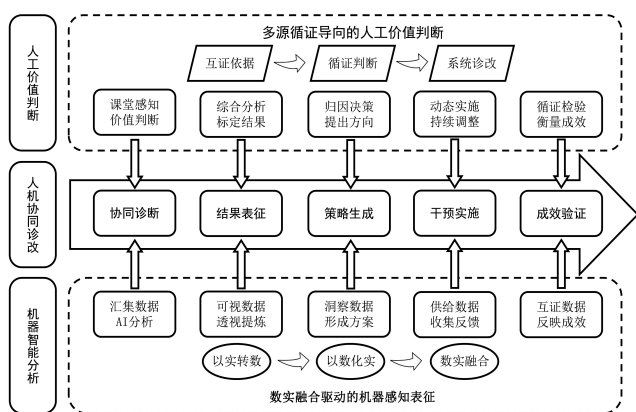 人工价值判断
多源循证导向的人工价值判断
互证依据
循证判断
系统诊改
课堂感知
价值判断
综合分析
标定结果
归因决策
提出方向
动态实施
持续调整
循证检验
衡量成效
人机协同诊改
协同诊断
结果表征
策略生成
干预实施
成效验证
机器智能分析
汇集数据
AI分析
可视数据
透视提炼
洞察数据
形成方案
供给数据
收集反馈
互证数据
反映成效
以实转数
以数化实
数实融合
数实融合驱动的机器感知表征